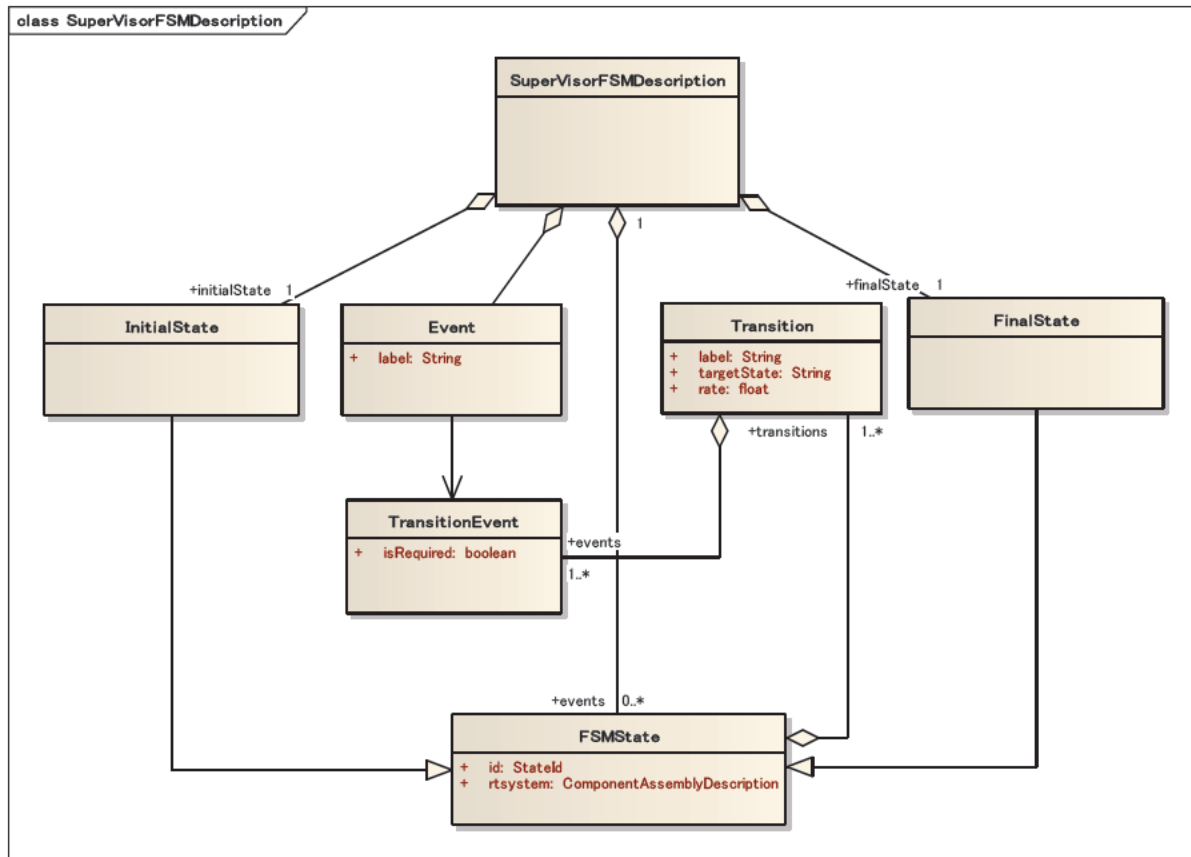 class SuperVisorFSMDescription
SuperVisorFSMDescription
1
+initialState 1
+finalState 1
InitialState
Event
+ label: String
Transition
+ label: String
+ targetState: String
+ rate: float
FinalState
+transitions 1..*
TransitionEvent
+ isRequired: boolean
+events
1..*
+events 0..*
FSMState
+ id: StateId
+ rtsystem: ComponentAssemblyDescription